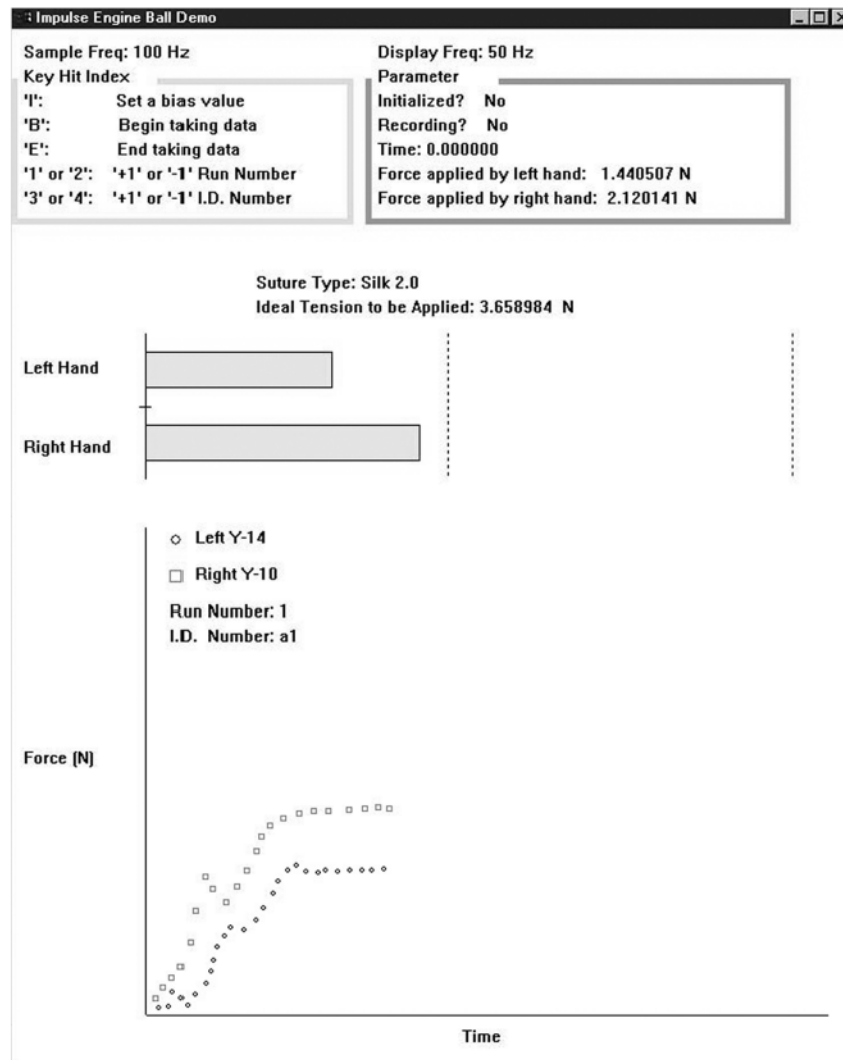 Impulse Engine Ball Demo
Sample Freq: 100 Hz
Key Hit Index
'I': Set a bias value
'B': Begin taking data
'E': End taking data
'1' or '2': '+1' or '-1' Run Number
'3' or '4': '+1' or '-1' I.D. Number
Display Freq: 50 Hz
Parameter
Initialized? No
Recording? No
Time: 0.000000
Force applied by left hand: 1.440507 N
Force applied by right hand: 2.120141 N
Suture Type: Silk 2.0
Ideal Tension to be Applied: 3.658984 N
Left Hand
Right Hand
Left Y-14
Right Y-10
Run Number: 1
I.D. Number: a1
Force (N)
Time